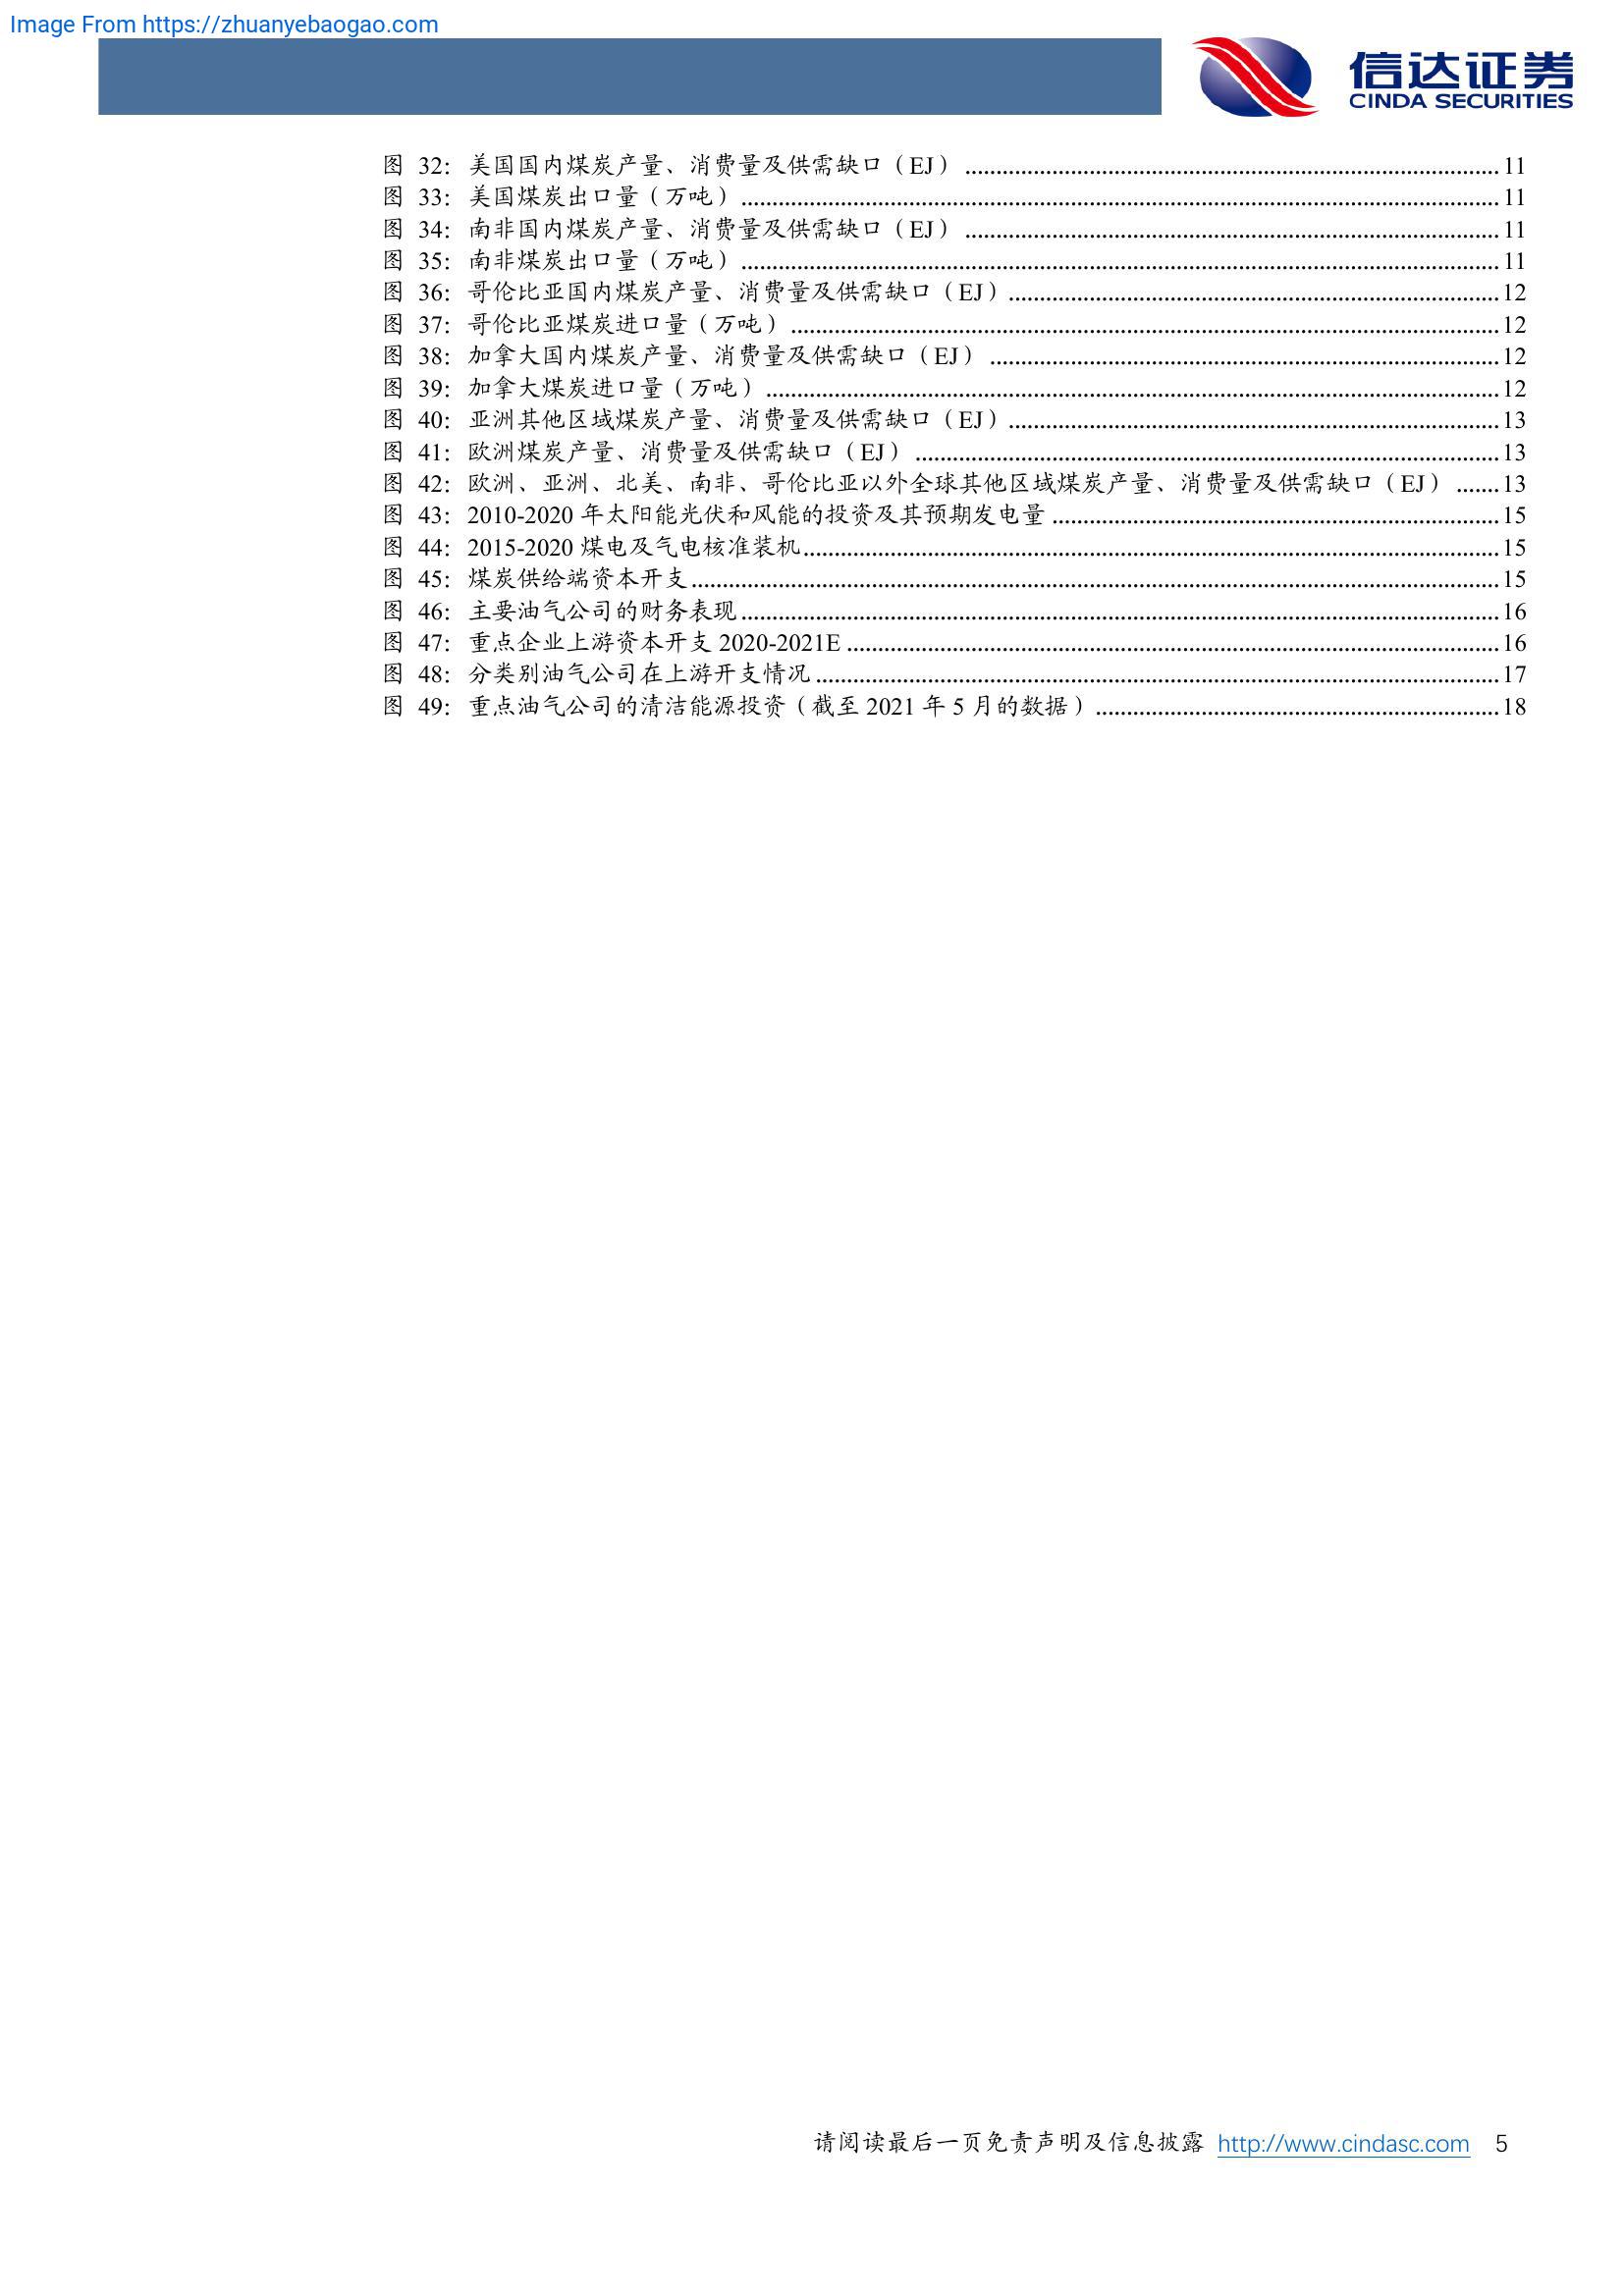 Image From https://zhuanyebaogao.com
信达证券
CINDA SECURITIES
图 32：美国国内煤炭产量、消费量及供需缺口（EJ）........................11
图 33：美国煤炭出口量（万吨）........................11
图 34：南非国内煤炭产量、消费量及供需缺口（EJ）........................11
图 35：南非煤炭出口量（万吨）........................11
图 36：哥伦比亚国内煤炭产量、消费量及供需缺口（EJ）........................12
图 37：哥伦比亚煤炭进口量（万吨）........................12
图 38：加拿大国内煤炭产量、消费量及供需缺口（EJ）........................12
图 39：加拿大煤炭进口量（万吨）........................12
图 40：亚洲其他区域煤炭产量、消费量及供需缺口（EJ）........................13
图 41：欧洲煤炭产量、消费量及供需缺口（EJ）........................13
图 42：欧洲、亚洲、北美、南非、哥伦比亚以外全球其他区域煤炭产量、消费量及供需缺口（EJ）.......13
图 43：2010-2020 年太阳能光伏和风能的投资及其预期发电量........................15
图 44：2015-2020 煤电及气电核准装机........................15
图 45：煤炭供给端资本开支........................15
图 46：主要油气公司的财务表现........................16
图 47：重点企业上游资本开支 2020-2021E........................16
图 48：分类别油气公司在上游开支情况........................17
图 49：重点油气公司的清洁能源投资（截至 2021 年 5 月的数据）........................18
请阅读最后一页免责声明及信息披露 http://www.cindasc.com 5